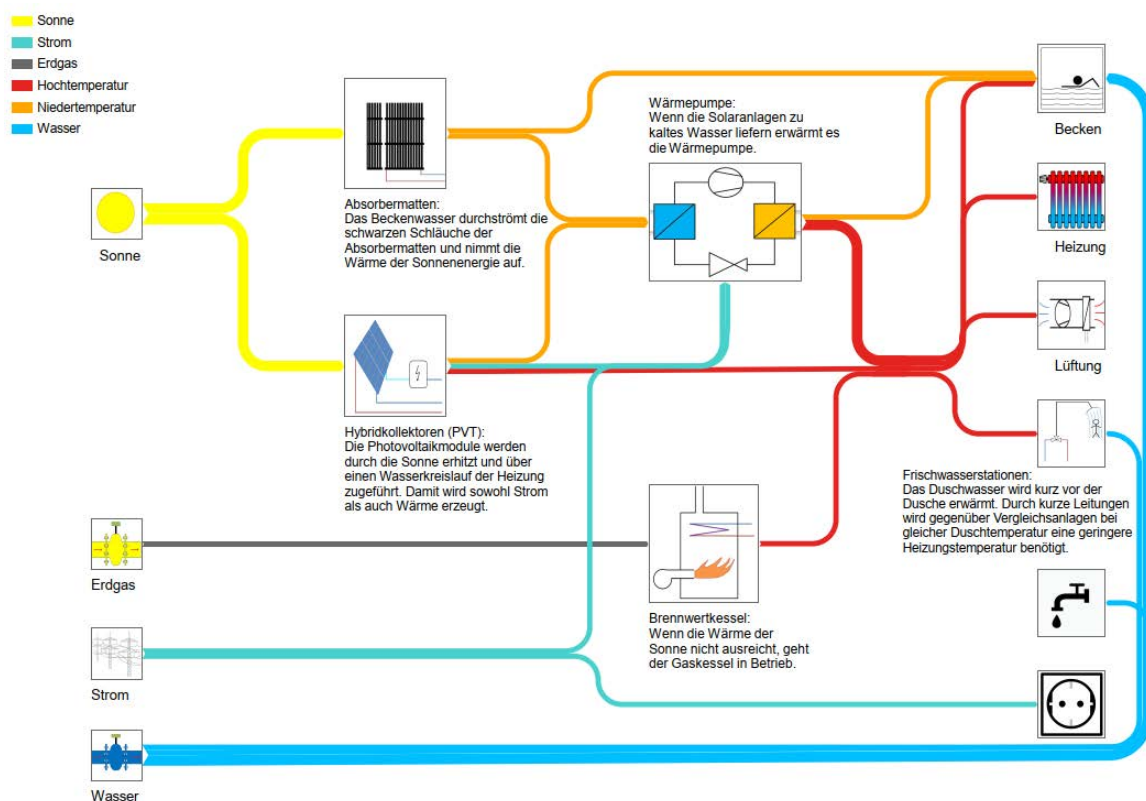 Sonne
Strom
Erdgas
Hochtemperatur
Niedertemperatur
Wasser
Sonne
Absorbermatten:
Das Beckenwasser durchströmt die
schwarzen Schläuche der
Absorbermatten und nimmt die
Wärme der Sonnenenergie auf.
Wärmepumpe:
Wenn die Solaranlagen zu
kaltes Wasser liefern erwärmt es
die Wärmepumpe.
Becken
Heizung
Lüftung
Hybridkollektoren (PVT):
Die Photovoltaikmodule werden
durch die Sonne erhitzt und über
einen Wasserkreislauf der Heizung
zugeführt. Damit wird sowohl Strom
als auch Wärme erzeugt.
Frischwasserstationen:
Das Duschwasser wird kurz vor der
Dusche erwärmt. Durch kurze Leitungen
wird gegenüber Vergleichsanlagen bei
gleicher Duschtemperatur eine geringere
Heizungstemperatur benötigt.
Erdgas
Brennwertkessel:
Wenn die Wärme der
Sonne nicht ausreicht, geht
der Gaskessel in Betrieb.
Strom
Wasser